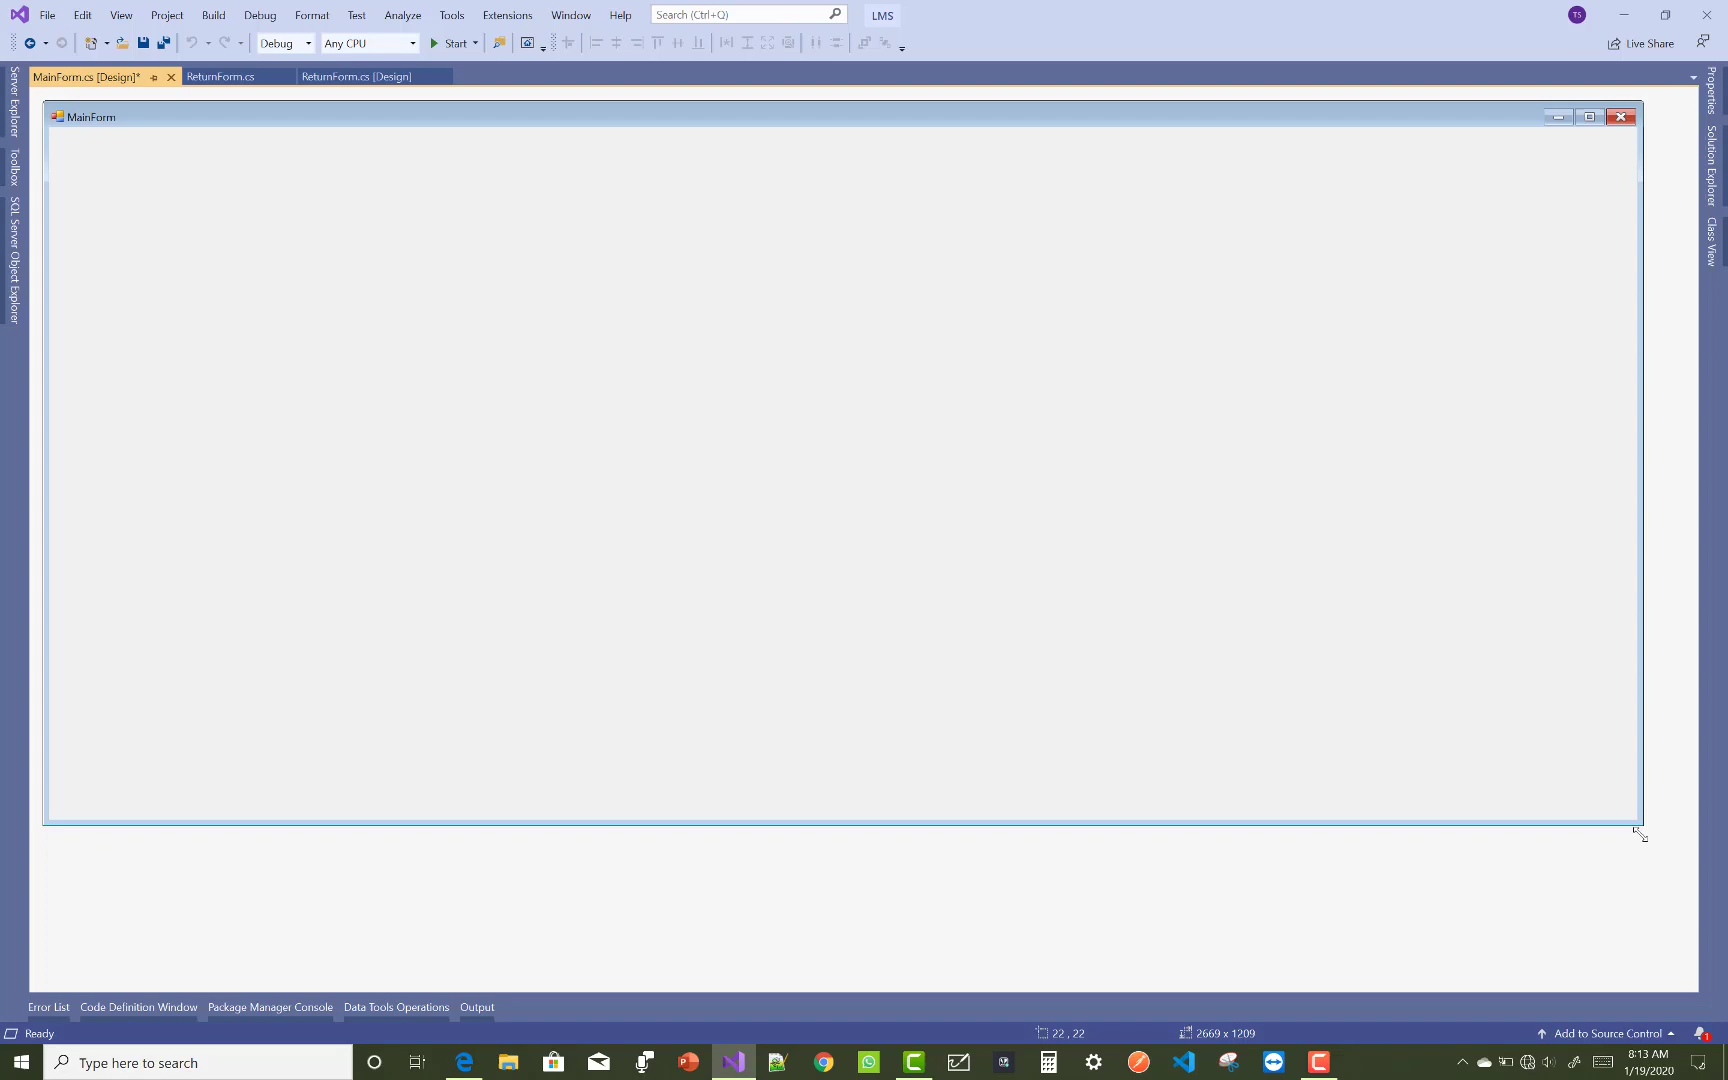 File Edit View Project Build Debug Format Test Analyze Tools Extensions Window Help Search (Ctrl+Q) LMS TS
Debug Any CPU Start Live Share
MainForm.cs [Design]* ReturnForm.cs ReturnForm.cs [Design]
Server Explorer
Toolbox
SQL Server Object Explorer
MainForm
Properties
Solution Explorer
Class View
Error List Code Definition Window Package Manager Console Data Tools Operations Output
Ready 22 , 22 2669 x 1209 Add to Source Control 1
Type here to search
8:13 AM
1/19/2020